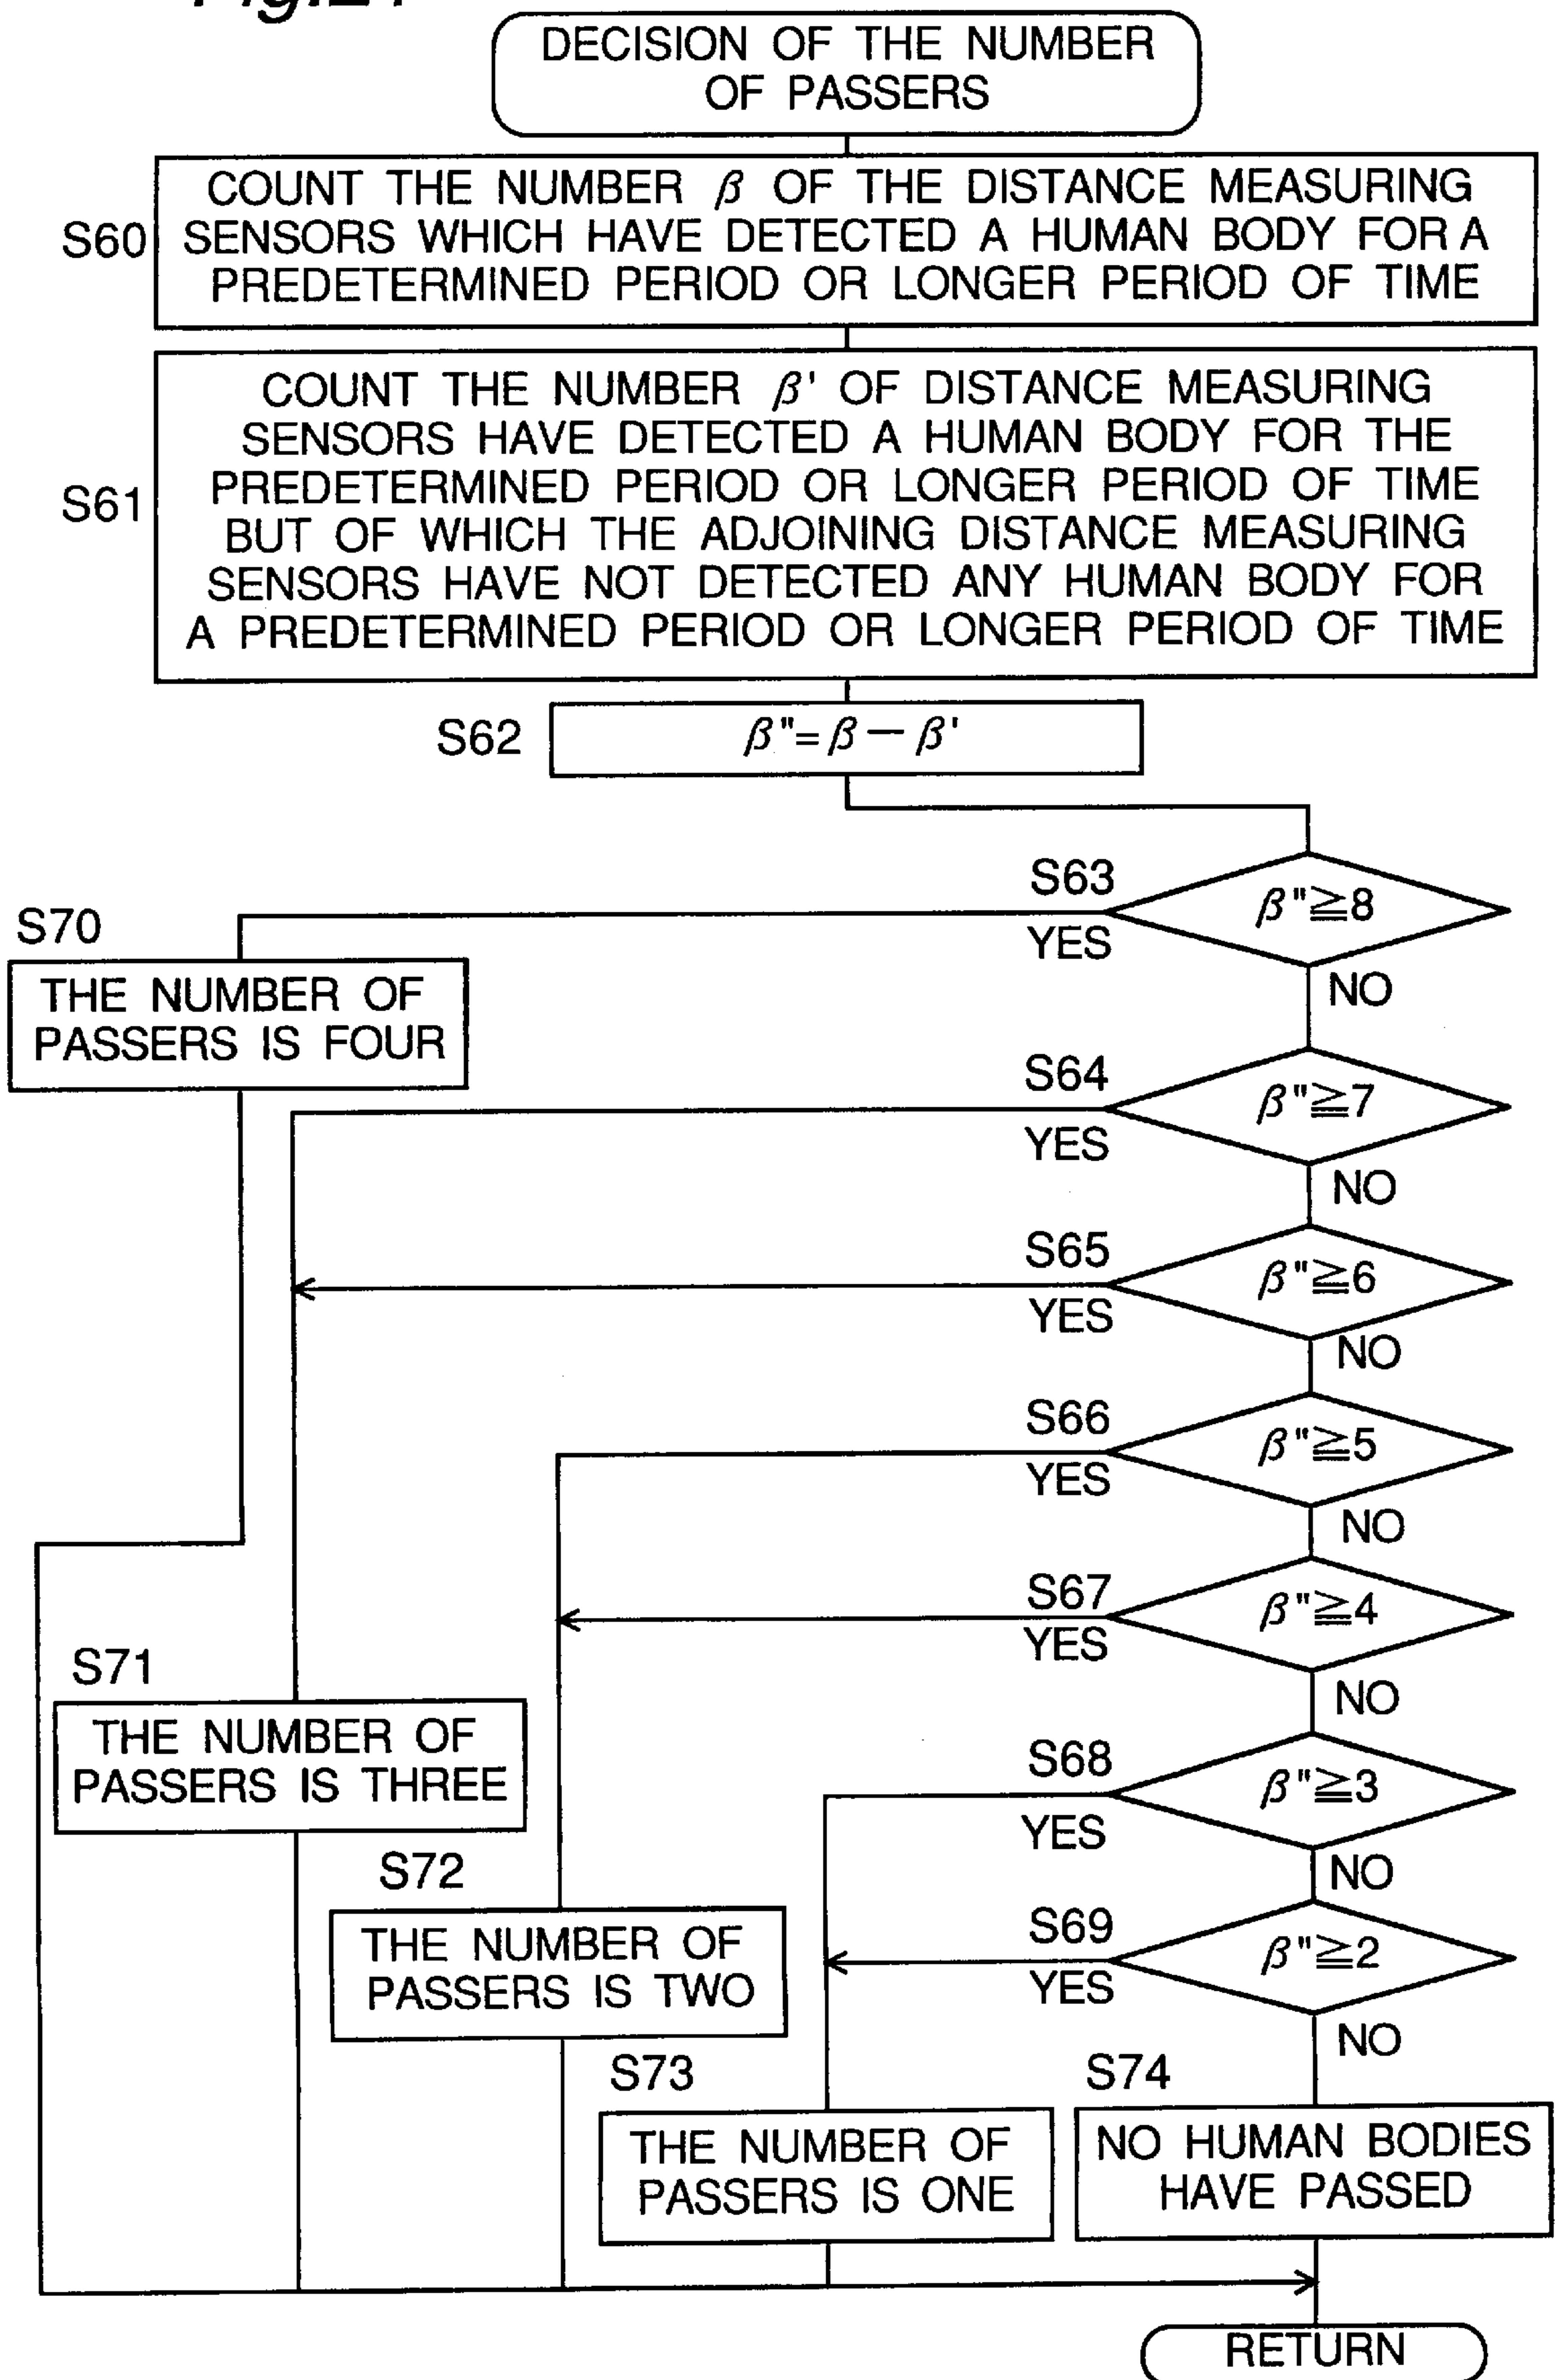 DECISION OF THE NUMBER
OF PASSERS
S60
COUNT THE NUMBER β OF THE DISTANCE MEASURING
SENSORS WHICH HAVE DETECTED A HUMAN BODY FOR A
PREDETERMINED PERIOD OR LONGER PERIOD OF TIME
S61
COUNT THE NUMBER β' OF DISTANCE MEASURING
SENSORS HAVE DETECTED A HUMAN BODY FOR THE
PREDETERMINED PERIOD OR LONGER PERIOD OF TIME
BUT OF WHICH THE ADJOINING DISTANCE MEASURING
SENSORS HAVE NOT DETECTED ANY HUMAN BODY FOR
A PREDETERMINED PERIOD OR LONGER PERIOD OF TIME
S62
β"=β－β'
S63
β"≧8
YES
NO
S70
THE NUMBER OF
PASSERS IS FOUR
S64
β"≧7
YES
NO
S65
β"≧6
YES
NO
S66
β"≧5
YES
NO
S67
β"≧4
YES
NO
S71
THE NUMBER OF
PASSERS IS THREE
S68
β"≧3
YES
NO
S72
THE NUMBER OF
PASSERS IS TWO
S69
β"≧2
YES
NO
S73
THE NUMBER OF
PASSERS IS ONE
S74
NO HUMAN BODIES
HAVE PASSED
RETURN